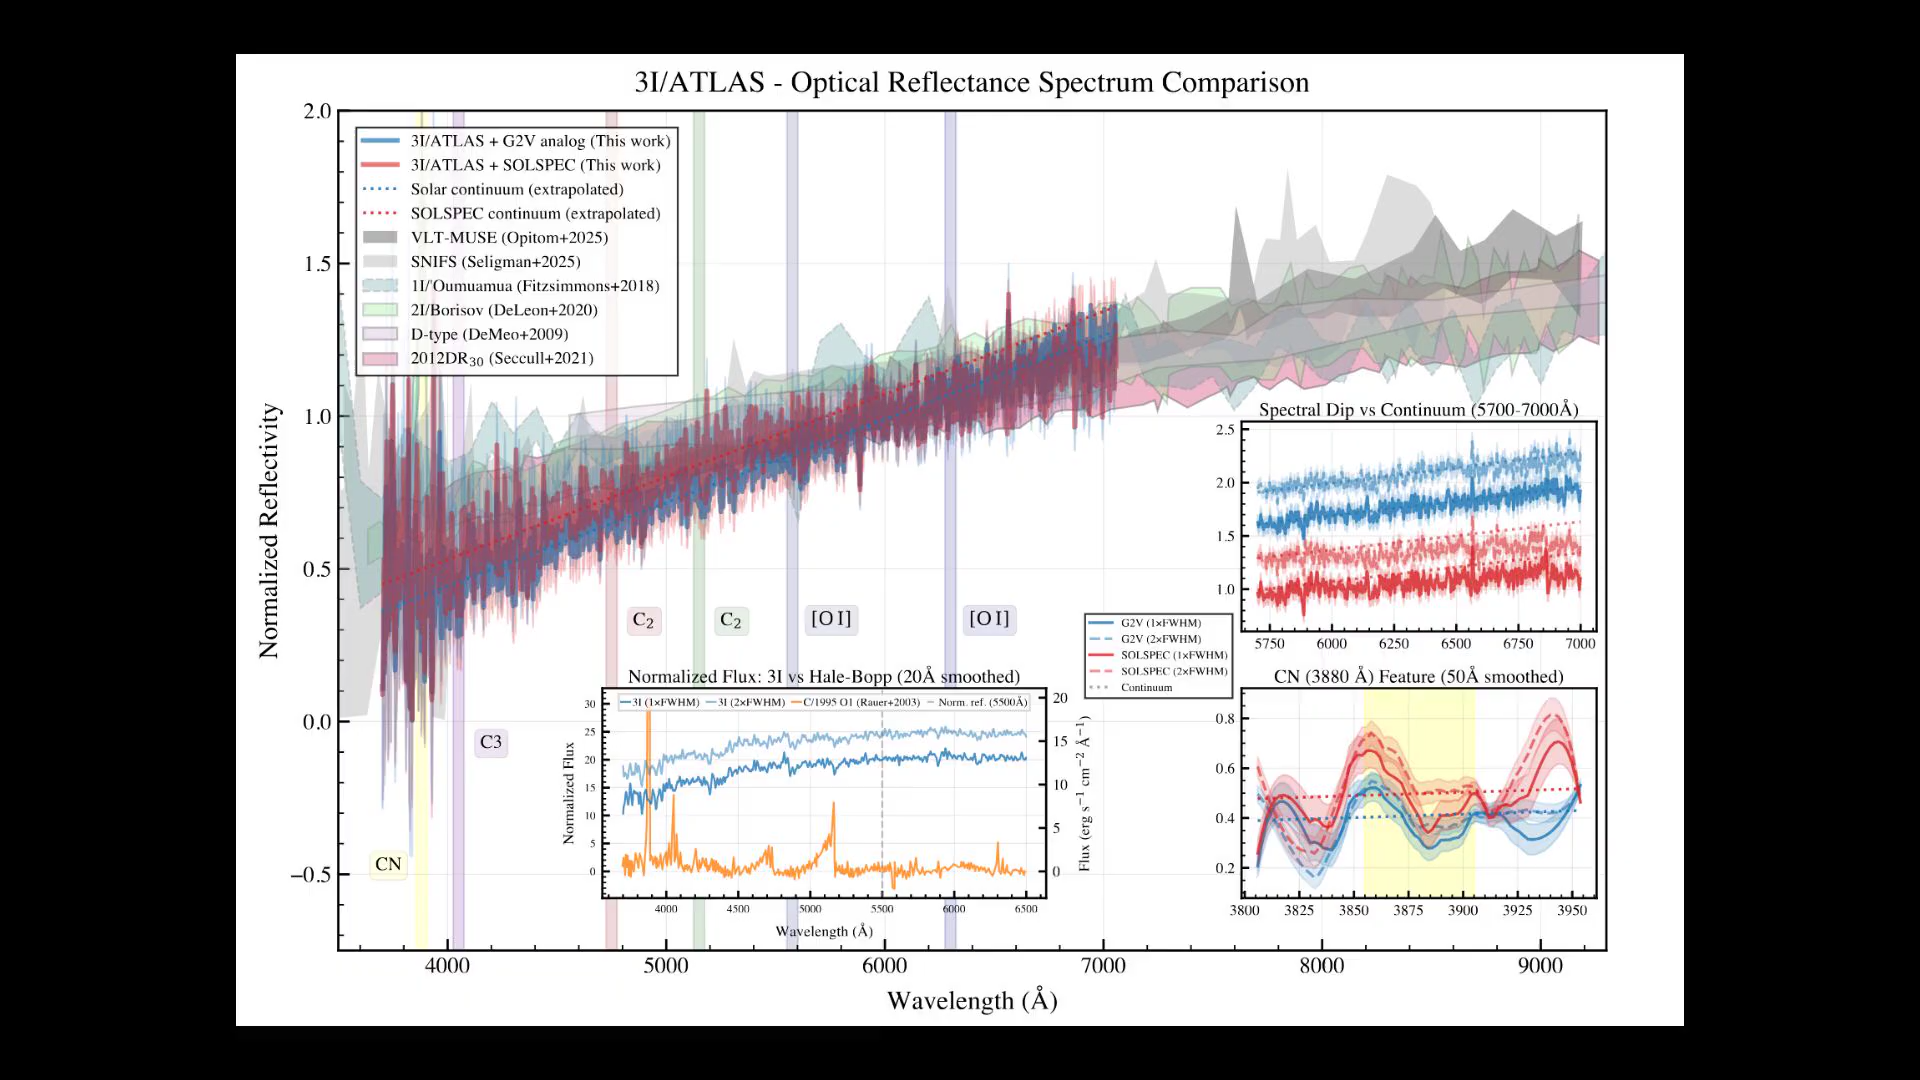 3I/ATLAS - Optical Reflectance Spectrum Comparison
2.0
1.5
1.0
0.5
0.0
−0.5
Normalized Reflectivity
3I/ATLAS + G2V analog (This work)
3I/ATLAS + SOLSPEC (This work)
Solar continuum (extrapolated)
SOLSPEC continuum (extrapolated)
VLT-MUSE (Opitom+2025)
SNIFS (Seligman+2025)
1I/'Oumuamua (Fitzsimmons+2018)
2I/Borisov (DeLeon+2020)
D-type (DeMeo+2009)
2012DR₃₀ (Seccull+2021)
CN
C3
C₂
C₂
[O I]
[O I]
Spectral Dip vs Continuum (5700-7000Å)
2.5
2.0
1.5
1.0
5750 6000 6250 6500 6750 7000
G2V (1×FWHM)
G2V (2×FWHM)
SOLSPEC (1×FWHM)
SOLSPEC (2×FWHM)
Continuum
Normalized Flux: 3I vs Hale-Bopp (20Å smoothed)
3I (1×FWHM) 3I (2×FWHM) C/1995 O1 (Rauer+2003) Norm. ref. (5500Å)
30
25
20
15
10
5
0
Normalized Flux
20
15
10
5
0
Flux (erg s⁻¹ cm⁻² Å⁻¹)
4000 4500 5000 5500 6000 6500
Wavelength (Å)
CN (3880 Å) Feature (50Å smoothed)
0.8
0.6
0.4
0.2
3800 3825 3850 3875 3900 3925 3950
4000 5000 6000 7000 8000 9000
Wavelength (Å)